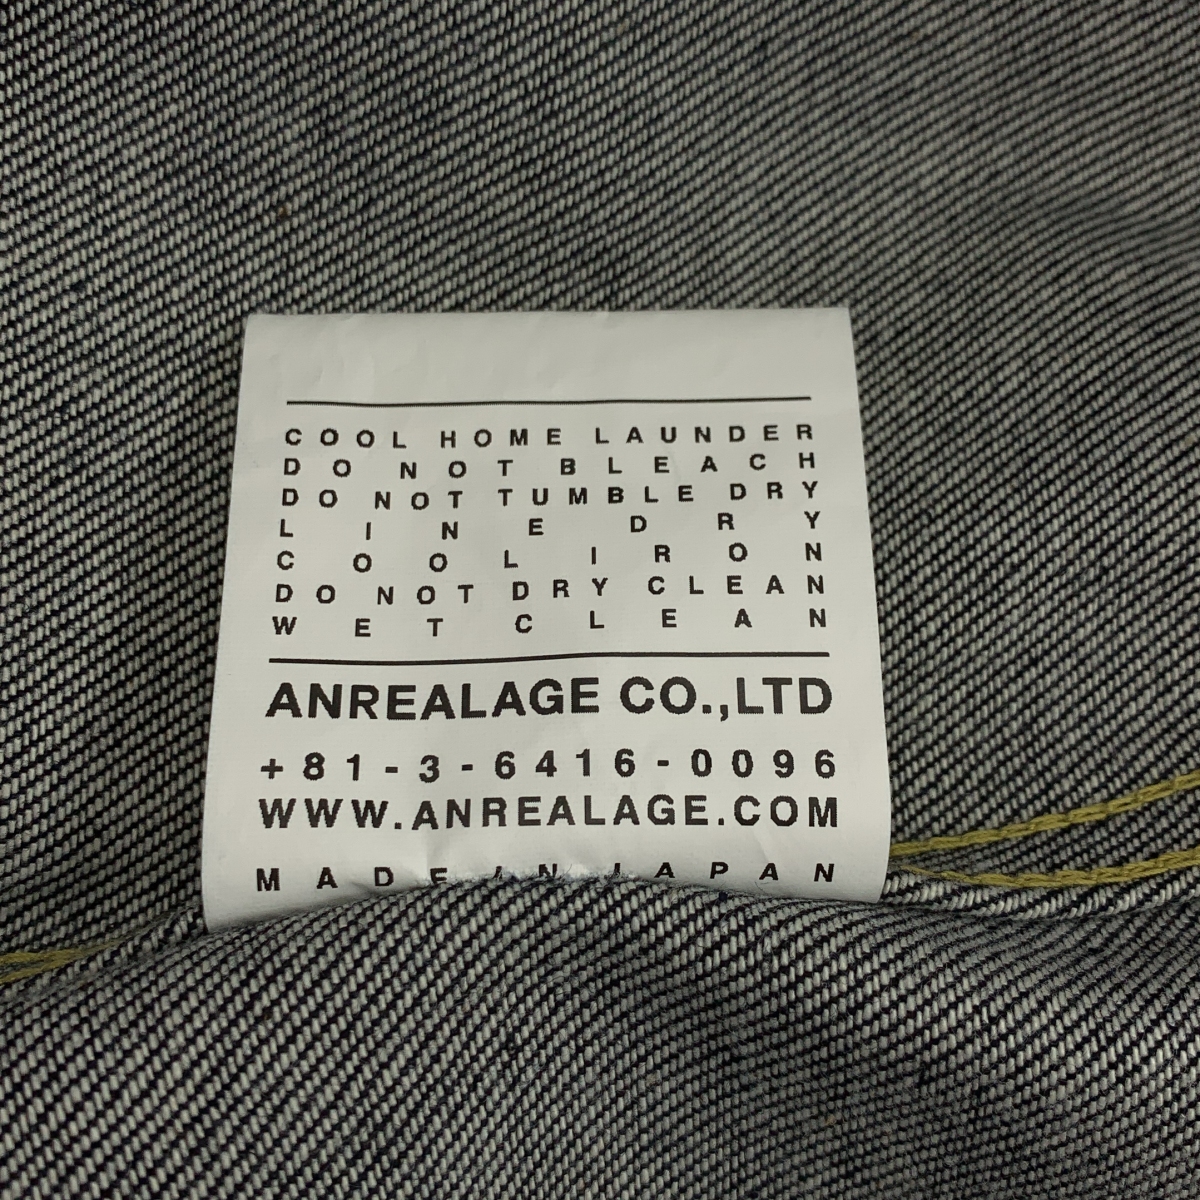 COOL HOME LAUNDER
DO NOT BLEACH
DO NOT TUMBLE DRY
LINE DRY
COOL IRON
DO NOT DRY CLEAN
WET CLEAN
ANREALAGE CO.,LTD
+81-3-6416-0096
WWW.ANREALAGE.COM
MADE IN JAPAN